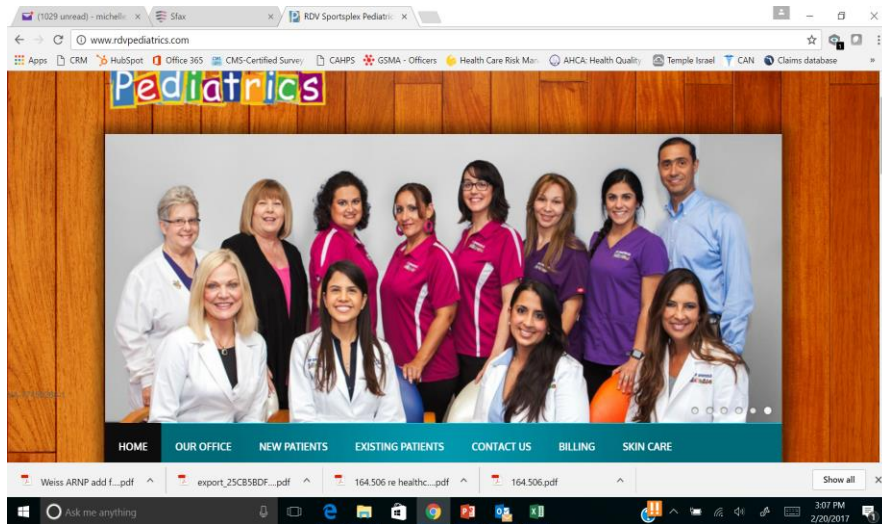 (1029 unread) - michelle
Sfax
RDV Sportsplex Pediatric
www.rdvpediatrics.com
Apps CRM HubSpot Office 365 CMS-Certified Survey CAHPS GSMA - Officers Health Care Risk Man AHCA: Health Quality Temple Israel CAN Claims database »
Pediatrics
HOME OUR OFFICE NEW PATIENTS EXISTING PATIENTS CONTACT US BILLING SKIN CARE
Weiss ARNP add f....pdf export_25CB5BDF....pdf 164.506 re healthc....pdf 164.506.pdf Show all
Ask me anything
3:07 PM
2/20/2017